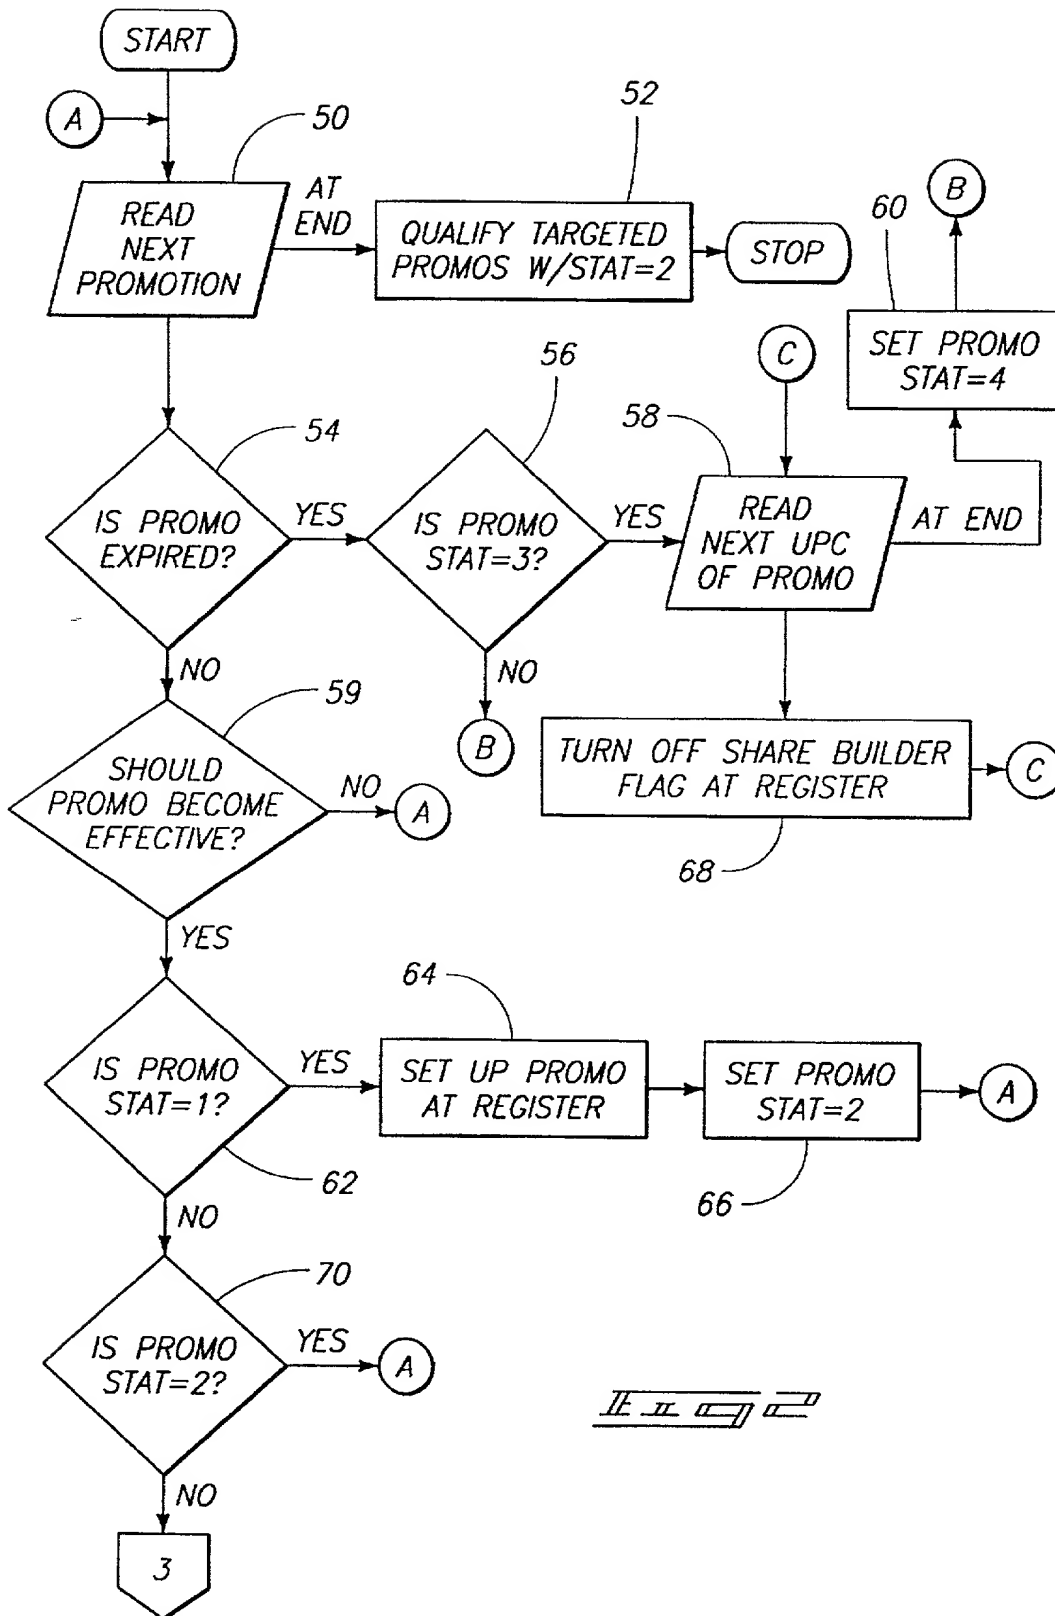 START
A
50
52
B
60
READ
NEXT
PROMOTION
AT
END
QUALIFY TARGETED
PROMOS W/STAT=2
STOP
SET PROMO
STAT=4
C
54
56
58
IS PROMO
EXPIRED?
YES
IS PROMO
STAT=3?
YES
READ
NEXT UPC
OF PROMO
AT END
NO
NO
59
B
SHOULD
PROMO BECOME
EFFECTIVE?
NO
A
TURN OFF SHARE BUILDER
FLAG AT REGISTER
C
68
YES
64
IS PROMO
STAT=1?
YES
SET UP PROMO
AT REGISTER
SET PROMO
STAT=2
A
62
66
NO
70
IS PROMO
STAT=2?
YES
A
Fig 2
NO
3